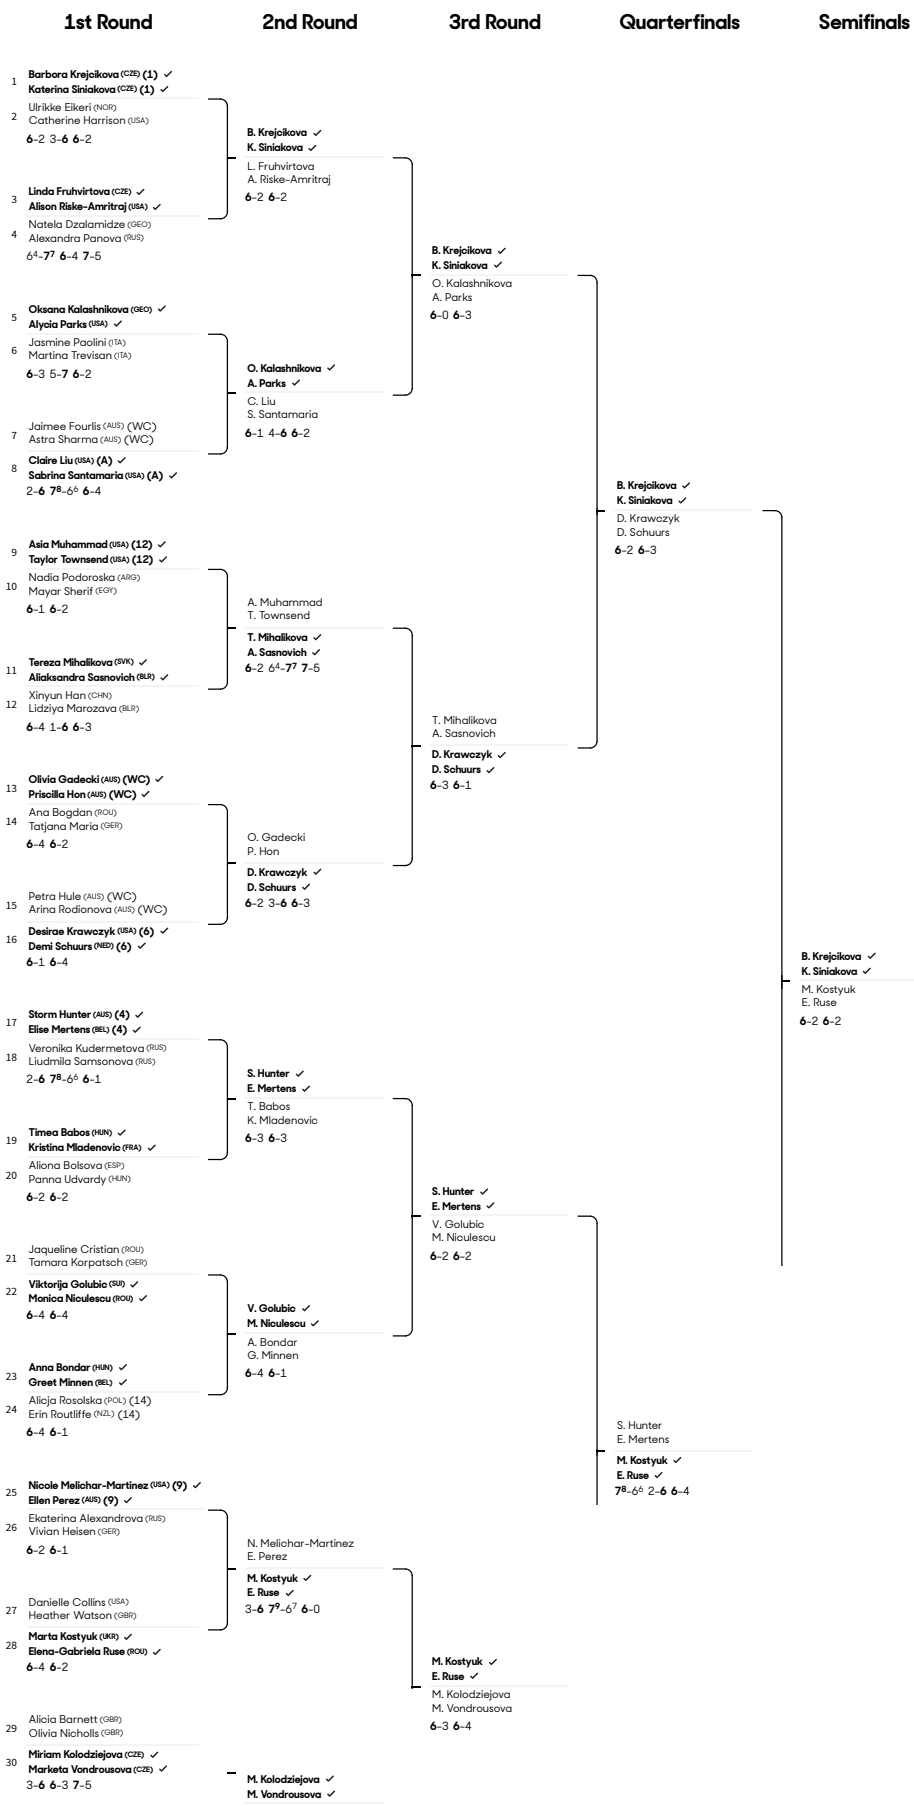 1st Round
2nd Round
3rd Round
Quarterfinals
Semifinals
1
Barbora Krejcikova (CZE) (1) ✓
Katerina Siniakova (CZE) (1) ✓
2
Ulrikke Eikeri (NOR)
Catherine Harrison (USA)
6-2 3-6 6-2
3
Linda Fruhvirtova (CZE) ✓
Alison Riske-Amritraj (USA) ✓
4
Natela Dzalamidze (GEO)
Alexandra Panova (RUS)
6⁴-7⁷ 6-4 7-5
5
Oksana Kalashnikova (GEO) ✓
Alycia Parks (USA) ✓
6
Jasmine Paolini (ITA)
Martina Trevisan (ITA)
6-3 5-7 6-2
7
Jaimee Fourlis (AUS) (WC)
Astra Sharma (AUS) (WC)
8
Claire Liu (USA) (A) ✓
Sabrina Santamaria (USA) (A) ✓
2-6 7⁸-6⁶ 6-4
9
Asia Muhammad (USA) (12) ✓
Taylor Townsend (USA) (12) ✓
10
Nadia Podoroska (ARG)
Mayar Sherif (EGY)
6-1 6-2
11
Tereza Mihalikova (SVK) ✓
Aliaksandra Sasnovich (BLR) ✓
12
Xinyun Han (CHN)
Lidziya Marozava (BLR)
6-4 1-6 6-3
13
Olivia Gadecki (AUS) (WC) ✓
Priscilla Hon (AUS) (WC) ✓
14
Ana Bogdan (ROU)
Tatjana Maria (GER)
6-4 6-2
15
Petra Hule (AUS) (WC)
Arina Rodionova (AUS) (WC)
16
Desirae Krawczyk (USA) (6) ✓
Demi Schuurs (NED) (6) ✓
6-1 6-4
17
Storm Hunter (AUS) (4) ✓
Elise Mertens (BEL) (4) ✓
18
Veronika Kudermetova (RUS)
Liudmila Samsonova (RUS)
2-6 7⁸-6⁶ 6-1
19
Timea Babos (HUN) ✓
Kristina Mladenovic (FRA) ✓
20
Aliona Bolsova (ESP)
Panna Udvardy (HUN)
6-2 6-2
21
Jaqueline Cristian (ROU)
Tamara Korpatsch (GER)
22
Viktorija Golubic (SUI) ✓
Monica Niculescu (ROU) ✓
6-4 6-4
23
Anna Bondar (HUN) ✓
Greet Minnen (BEL) ✓
24
Alicja Rosolska (POL) (14)
Erin Routliffe (NZL) (14)
6-4 6-1
25
Nicole Melichar-Martinez (USA) (9) ✓
Ellen Perez (AUS) (9) ✓
26
Ekaterina Alexandrova (RUS)
Vivian Heisen (GER)
6-2 6-1
27
Danielle Collins (USA)
Heather Watson (GBR)
28
Marta Kostyuk (UKR) ✓
Elena-Gabriela Ruse (ROU) ✓
6-4 6-2
29
Alicia Barnett (GBR)
Olivia Nicholls (GBR)
30
Miriam Kolodziejova (CZE) ✓
Marketa Vondrousova (CZE) ✓
3-6 6-3 7-5
B. Krejcikova ✓
K. Siniakova ✓
L. Fruhvirtova
A. Riske-Amritraj
6-2 6-2
O. Kalashnikova ✓
A. Parks ✓
C. Liu
S. Santamaria
6-1 4-6 6-2
A. Muhammad
T. Townsend
T. Mihalikova ✓
A. Sasnovich ✓
6-2 6⁴-7⁷ 7-5
O. Gadecki
P. Hon
D. Krawczyk ✓
D. Schuurs ✓
6-2 3-6 6-3
S. Hunter ✓
E. Mertens ✓
T. Babos
K. Mladenovic
6-3 6-3
V. Golubic ✓
M. Niculescu ✓
A. Bondar
G. Minnen
6-4 6-1
N. Melichar-Martinez
E. Perez
M. Kostyuk ✓
E. Ruse ✓
3-6 7⁹-6⁷ 6-0
M. Kolodziejova ✓
M. Vondrousova ✓
B. Krejcikova ✓
K. Siniakova ✓
O. Kalashnikova
A. Parks
6-0 6-3
T. Mihalikova
A. Sasnovich
D. Krawczyk ✓
D. Schuurs ✓
6-3 6-1
S. Hunter ✓
E. Mertens ✓
V. Golubic
M. Niculescu
6-2 6-2
M. Kostyuk ✓
E. Ruse ✓
M. Kolodziejova
M. Vondrousova
6-3 6-4
B. Krejcikova ✓
K. Siniakova ✓
D. Krawczyk
D. Schuurs
6-2 6-3
S. Hunter
E. Mertens
M. Kostyuk ✓
E. Ruse ✓
7⁸-6⁶ 2-6 6-4
B. Krejcikova ✓
K. Siniakova ✓
M. Kostyuk
E. Ruse
6-2 6-2